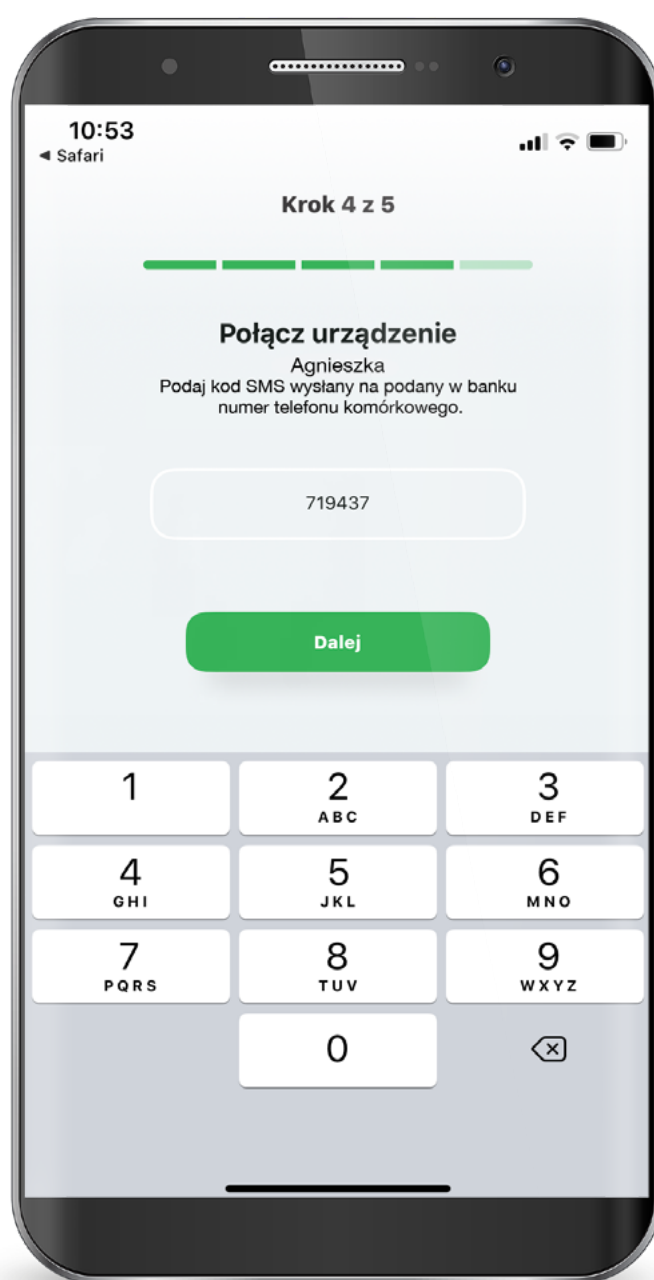 10:53
◀ Safari
Krok 4 z 5
Połącz urządzenie
Agnieszka
Podaj kod SMS wysłany na podany w banku
numer telefonu komórkowego.
719437
Dalej
1
2
ABC
3
DEF
4
GHI
5
JKL
6
MNO
7
PQRS
8
TUV
9
WXYZ
0